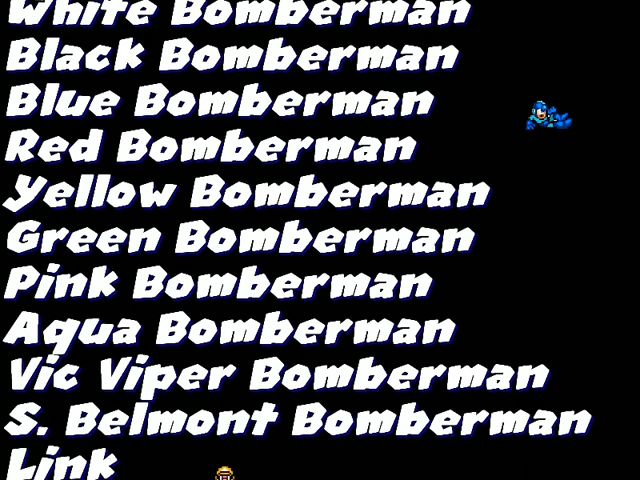 White Bomberman
Black Bomberman
Blue Bomberman
Red Bomberman
Yellow Bomberman
Green Bomberman
Pink Bomberman
Aqua Bomberman
Vic Viper Bomberman
S. Belmont Bomberman
Link